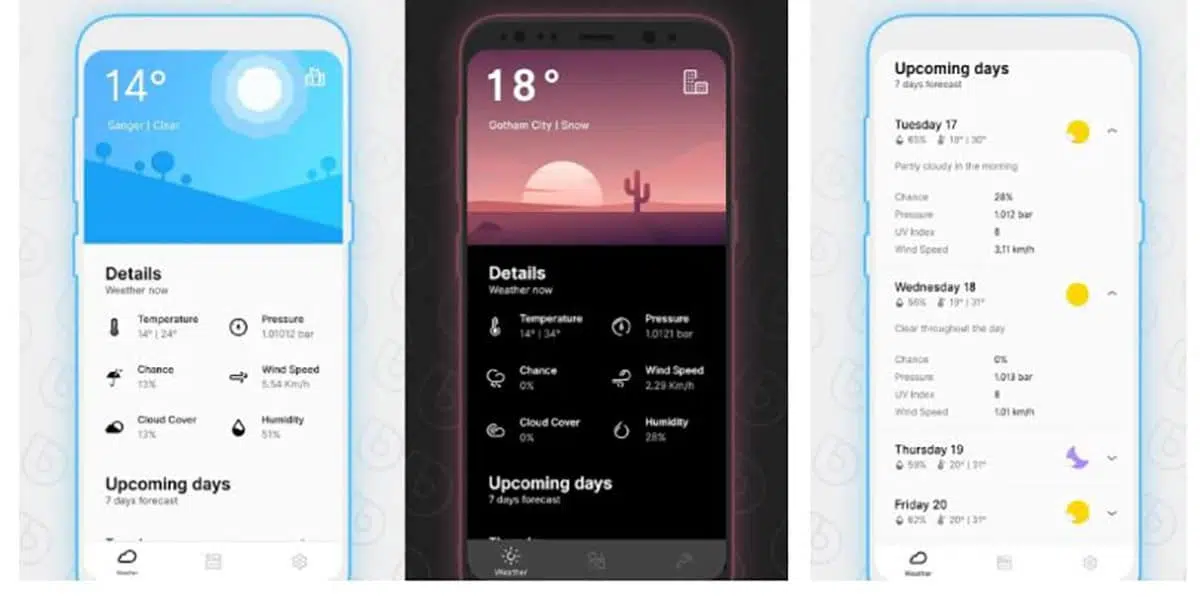 14°
Sanger | Clear
Details
Weather now
Temperature
14° | 24°
Pressure
1.01012 bar
Chance
13%
Wind Speed
5.54 Km/h
Cloud Cover
13%
Humidity
51%
Upcoming days
7 days forecast
Weather
18°
Gotham City | Snow
Details
Weather now
Temperature
14° | 34°
Pressure
1.0121 bar
Chance
0%
Wind Speed
2.29 Km/h
Cloud Cover
0%
Humidity
28%
Upcoming days
7 days forecast
Weather
Upcoming days
7 days forecast
Tuesday 17
65% 18° | 30°
Partly cloudy in the morning
Chance 28%
Pressure 1.012 bar
UV Index 8
Wind Speed 3,11 km/h
Wednesday 18
56% 19° | 31°
Clear throughout the day
Chance 0%
Pressure 1.013 bar
UV Index 8
Wind Speed 1.01 km/h
Thursday 19
59% 20° | 31°
Friday 20
62% 20° | 31°
Weather